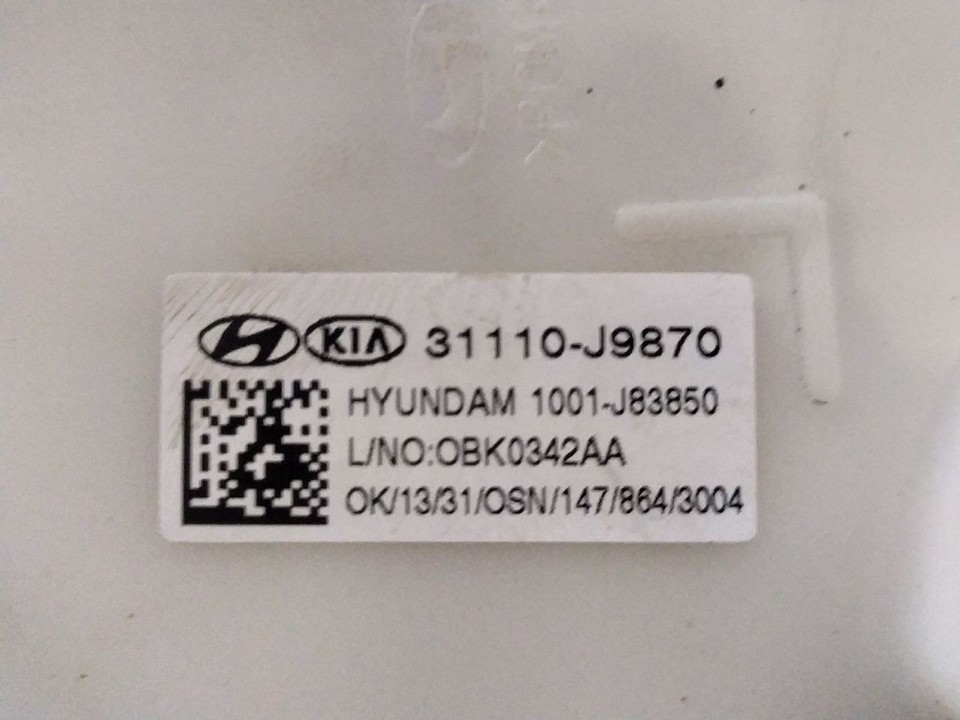 KIA 31110-J9870
HYUNDAM 1001-J83850
L/NO:OBK0342AA
OK/13/31/OSN/147/864/3004